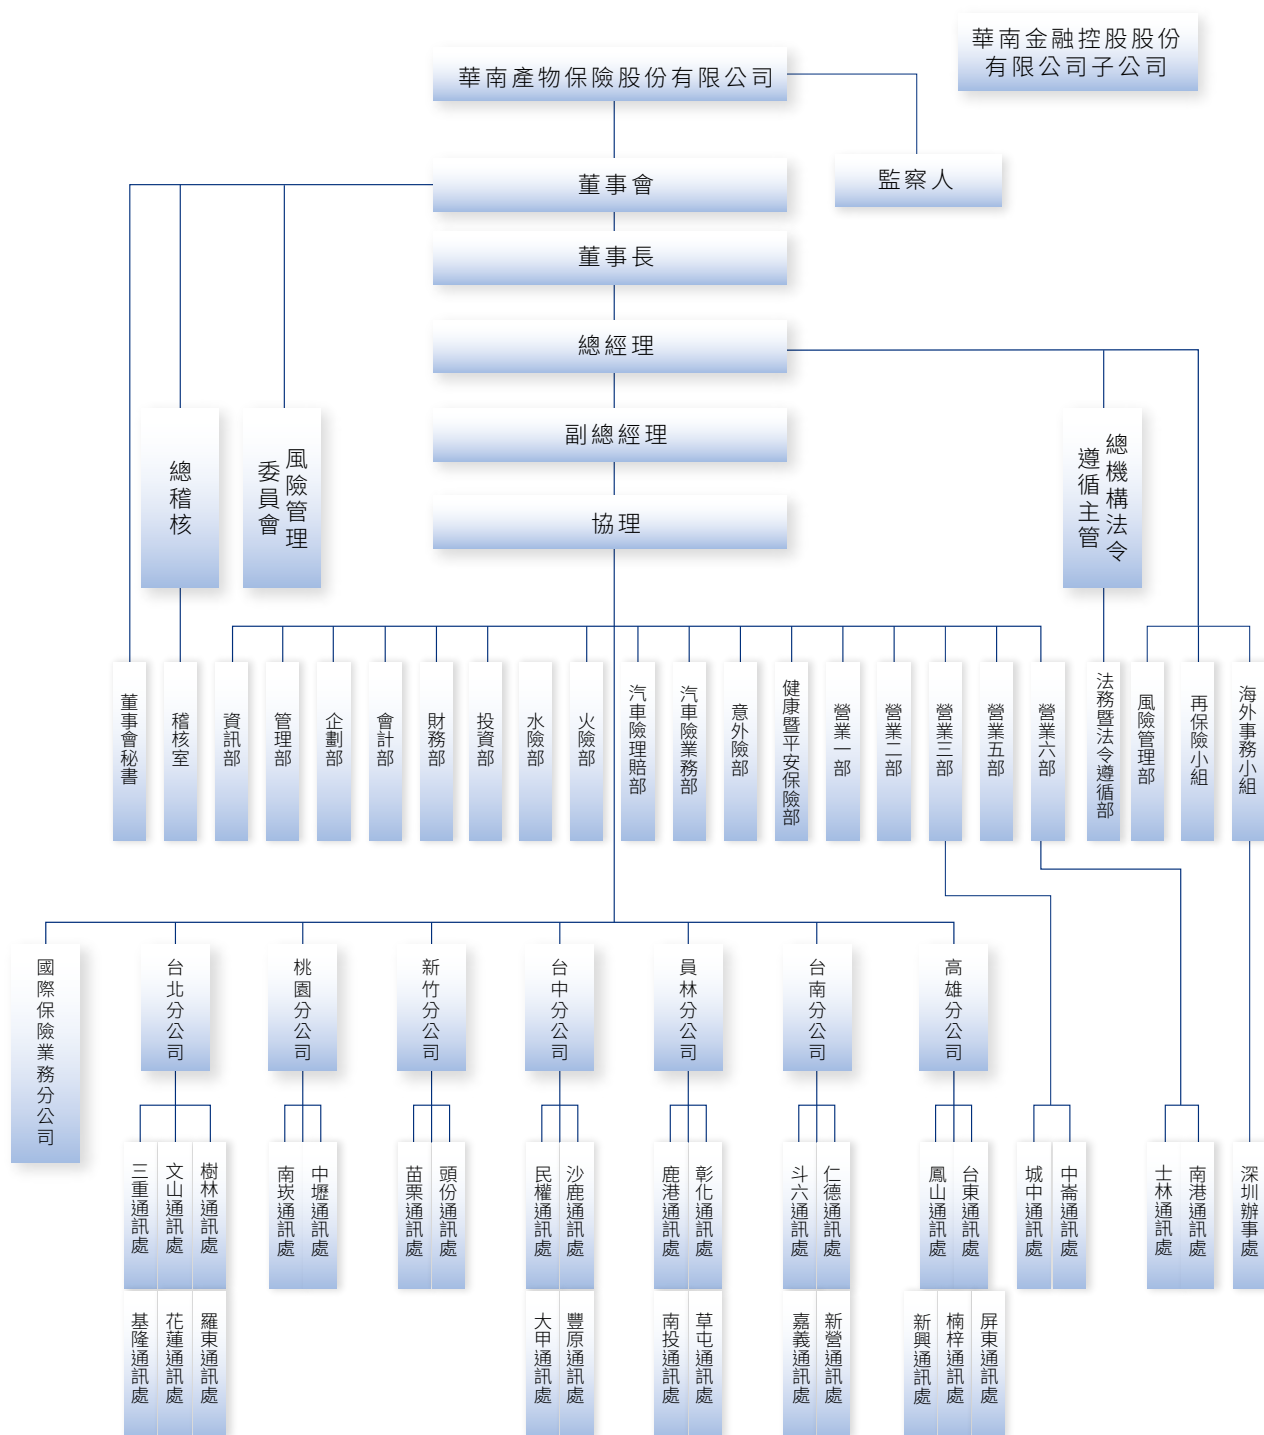 華南金融控股股份
有限公司子公司
華南產物保險股份有限公司
監察人
董事會
董事長
總經理
副總經理
協理
總稽核
風險管理
委員會
總機構法令
遵循主管
董事會秘書
稽核室
資訊部
管理部
企劃部
會計部
財務部
投資部
水險部
火險部
汽車險理賠部
汽車險業務部
意外險部
健康暨平安保險部
營業一部
營業二部
營業三部
營業五部
營業六部
法務暨法令遵循部
風險管理部
再保險小組
海外事務小組
國際保險業務分公司
台北分公司
桃園分公司
新竹分公司
台中分公司
員林分公司
台南分公司
高雄分公司
三重通訊處
文山通訊處
樹林通訊處
南崁通訊處
中壢通訊處
苗栗通訊處
頭份通訊處
民權通訊處
沙鹿通訊處
鹿港通訊處
彰化通訊處
斗六通訊處
仁德通訊處
鳳山通訊處
台東通訊處
城中通訊處
中崙通訊處
士林通訊處
南港通訊處
深圳辦事處
基隆通訊處
花蓮通訊處
羅東通訊處
大甲通訊處
豐原通訊處
南投通訊處
草屯通訊處
嘉義通訊處
新營通訊處
新興通訊處
楠梓通訊處
屏東通訊處